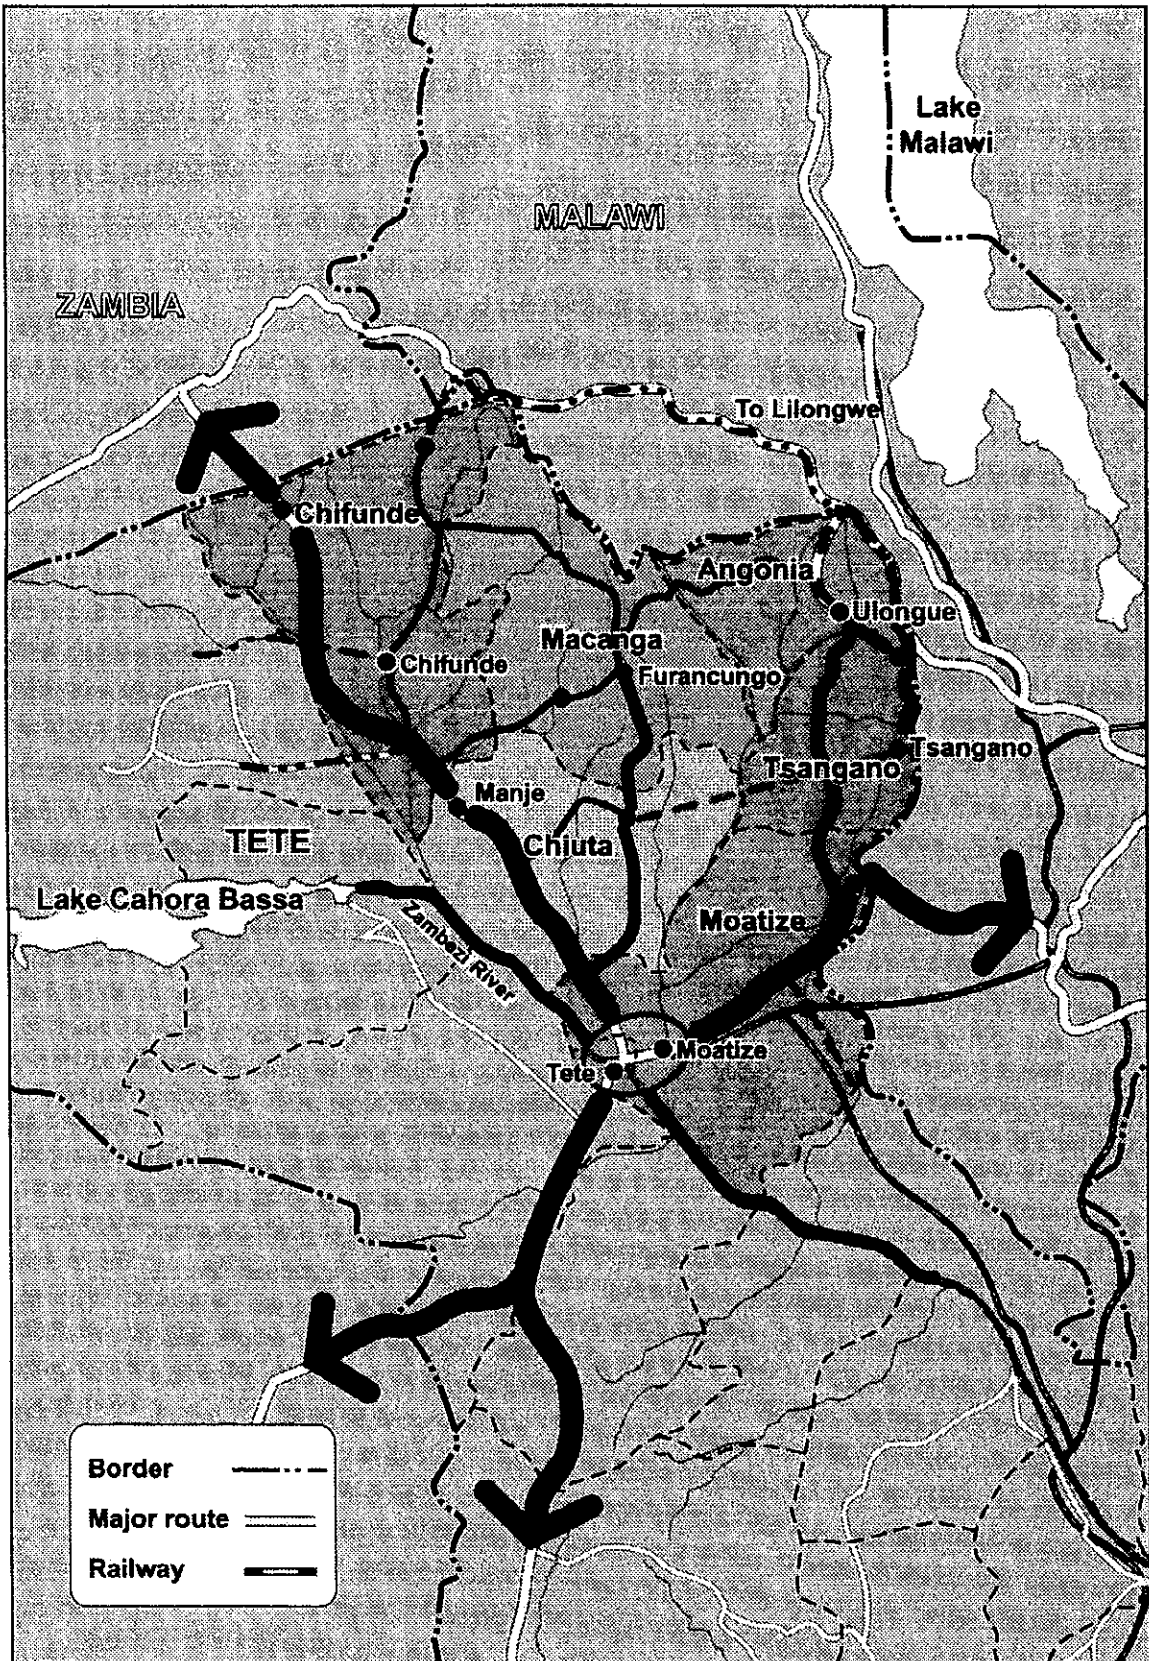 Lake
Malawi
MALAWI
ZAMBIA
To Lilongwe
Chifunde
Angonia
Ulongue
Macanga
Chifunde
Furancungo
Tsangano
Tsangano
Manje
TETE
Chiuta
Lake Cahora Bassa
Zambezi River
Moatize
Moatize
Tete
Border
Major route
Railway